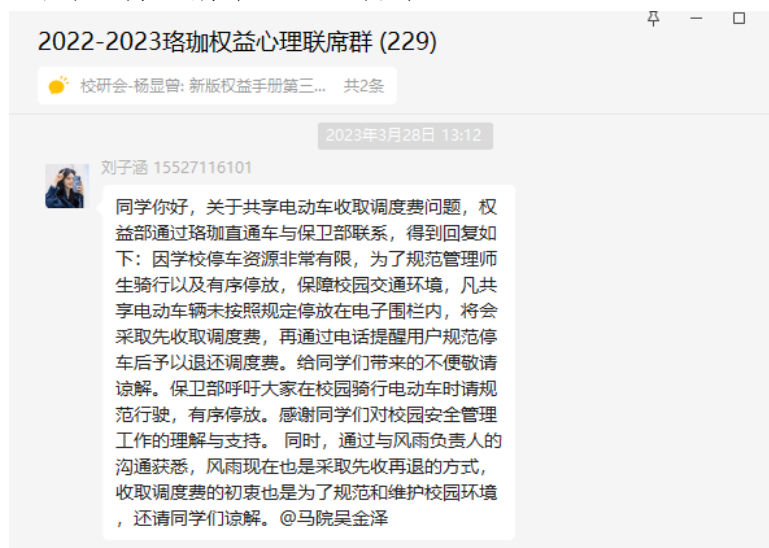 2022-2023珞珈权益心理联席群 (229)
校研会-杨显曾: 新版权益手册第三... 共2条
2023年3月28日 13:12
刘子涵 15527116101
同学你好，关于共享电动车收取调度费问题，权
益部通过珞珈直通车与保卫部联系，得到回复如
下：因学校停车资源非常有限，为了规范管理师
生骑行以及有序停放，保障校园交通环境，凡共
享电动车辆未按照规定停放在电子围栏内，将会
采取先收取调度费，再通过电话提醒用户规范停
车后予以退还调度费。给同学们带来的不便敬请
谅解。保卫部呼吁大家在校园骑行电动车时请规
范行驶，有序停放。感谢同学们对校园安全管理
工作的理解与支持。 同时，通过与风雨负责人的
沟通获悉，风雨现在也是采取先收再退的方式，
收取调度费的初衷也是为了规范和维护校园环境
，还请同学们谅解。@马院吴金泽